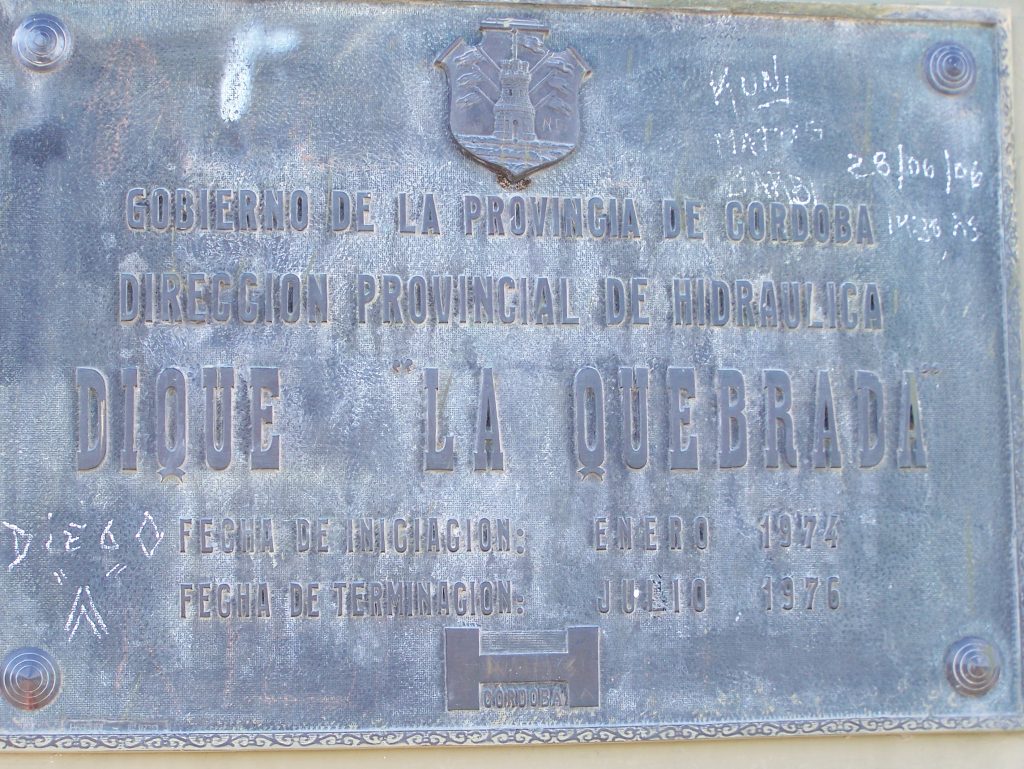 KUNI
28/06/06
GOBIERNO DE LA PROVINCIA DE CORDOBA
DIRECCION PROVINCIAL DE HIDRAULICA
DIQUE "LA QUEBRADA"
DIEGO
FECHA DE INICIACION: ENERO 1974
FECHA DE TERMINACION: JULIO 1976
CORDOBA